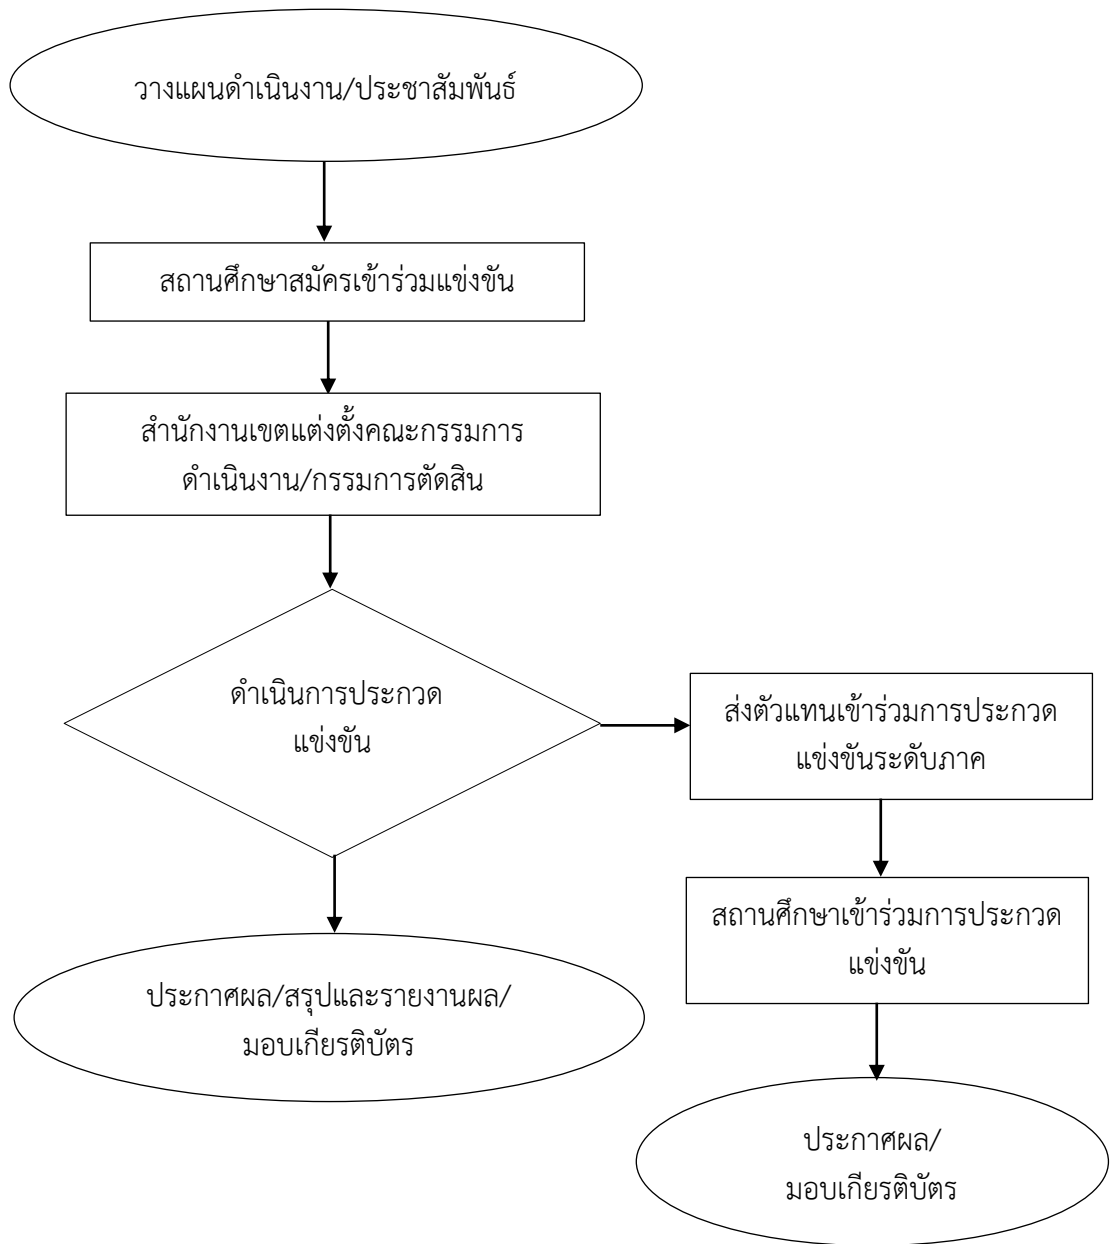 วางแผนดำเนินงาน/ประชาสัมพันธ์
สถานศึกษาสมัครเข้าร่วมแข่งขัน
สำนักงานเขตแต่งตั้งคณะกรรมการ
ดำเนินงาน/กรรมการตัดสิน
ดำเนินการประกวด
แข่งขัน
ส่งตัวแทนเข้าร่วมการประกวด
แข่งขันระดับภาค
สถานศึกษาเข้าร่วมการประกวด
แข่งขัน
ประกาศผล/สรุปและรายงานผล/
มอบเกียรติบัตร
ประกาศผล/
มอบเกียรติบัตร